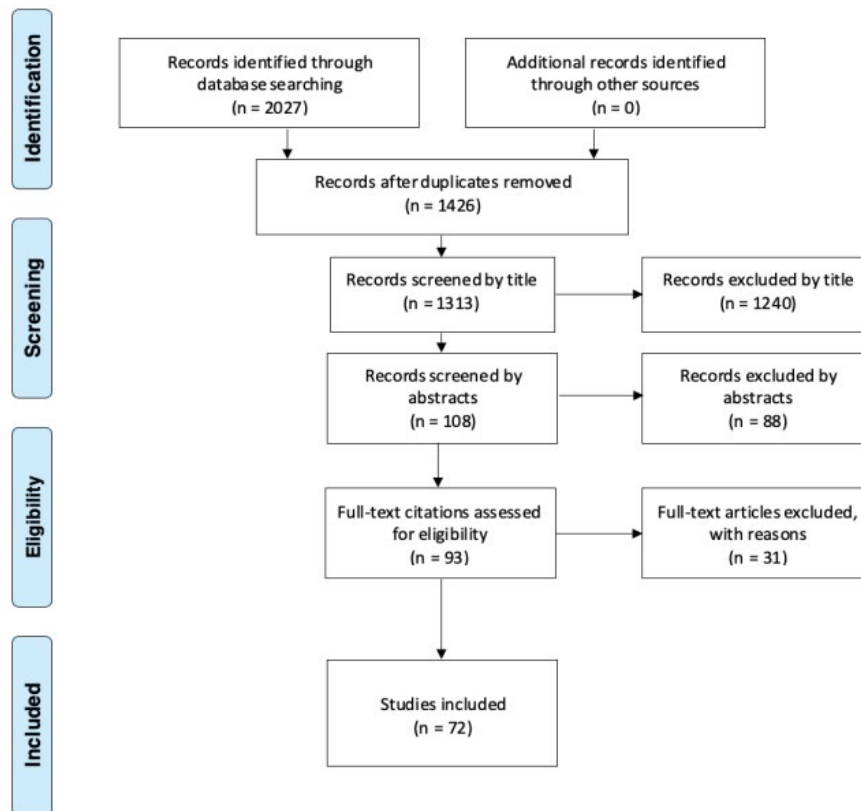 Identification
Records identified through
database searching
(n = 2027)
Additional records identified
through other sources
(n = 0)
Records after duplicates removed
(n = 1426)
Screening
Records screened by title
(n =1313)
Records excluded by title
(n = 1240)
Records screened by
abstracts
(n = 108)
Records excluded by
abstracts
(n = 88)
Eligibility
Full-text citations assessed
for eligibility
(n = 93)
Full-text articles excluded,
with reasons
(n = 31)
Included
Studies included
(n = 72)